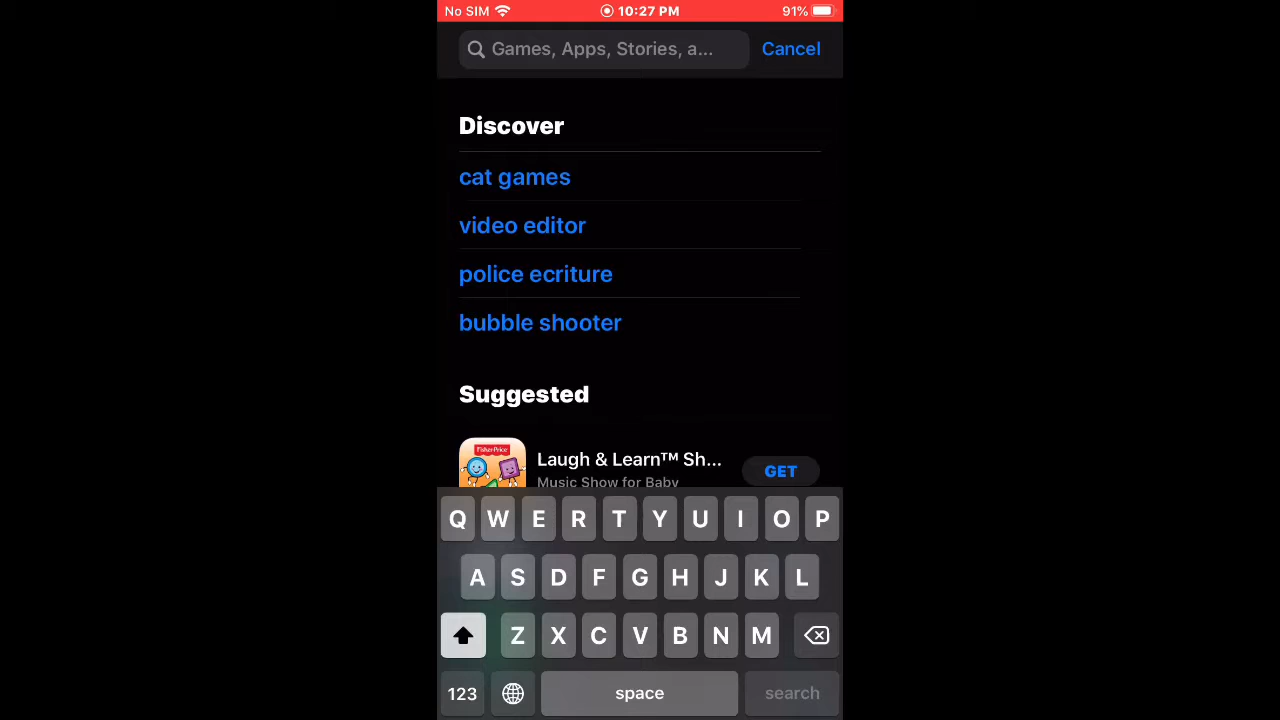 No SIM 10:27 PM 91%
Games, Apps, Stories, a... Cancel
Discover
cat games
video editor
police ecriture
bubble shooter
Suggested
Fisher-Price
Laugh & Learn™ Sh... GET
Music Show for Baby
Q W E R T Y U I O P
A S D F G H J K L
Z X C V B N M
123 space search